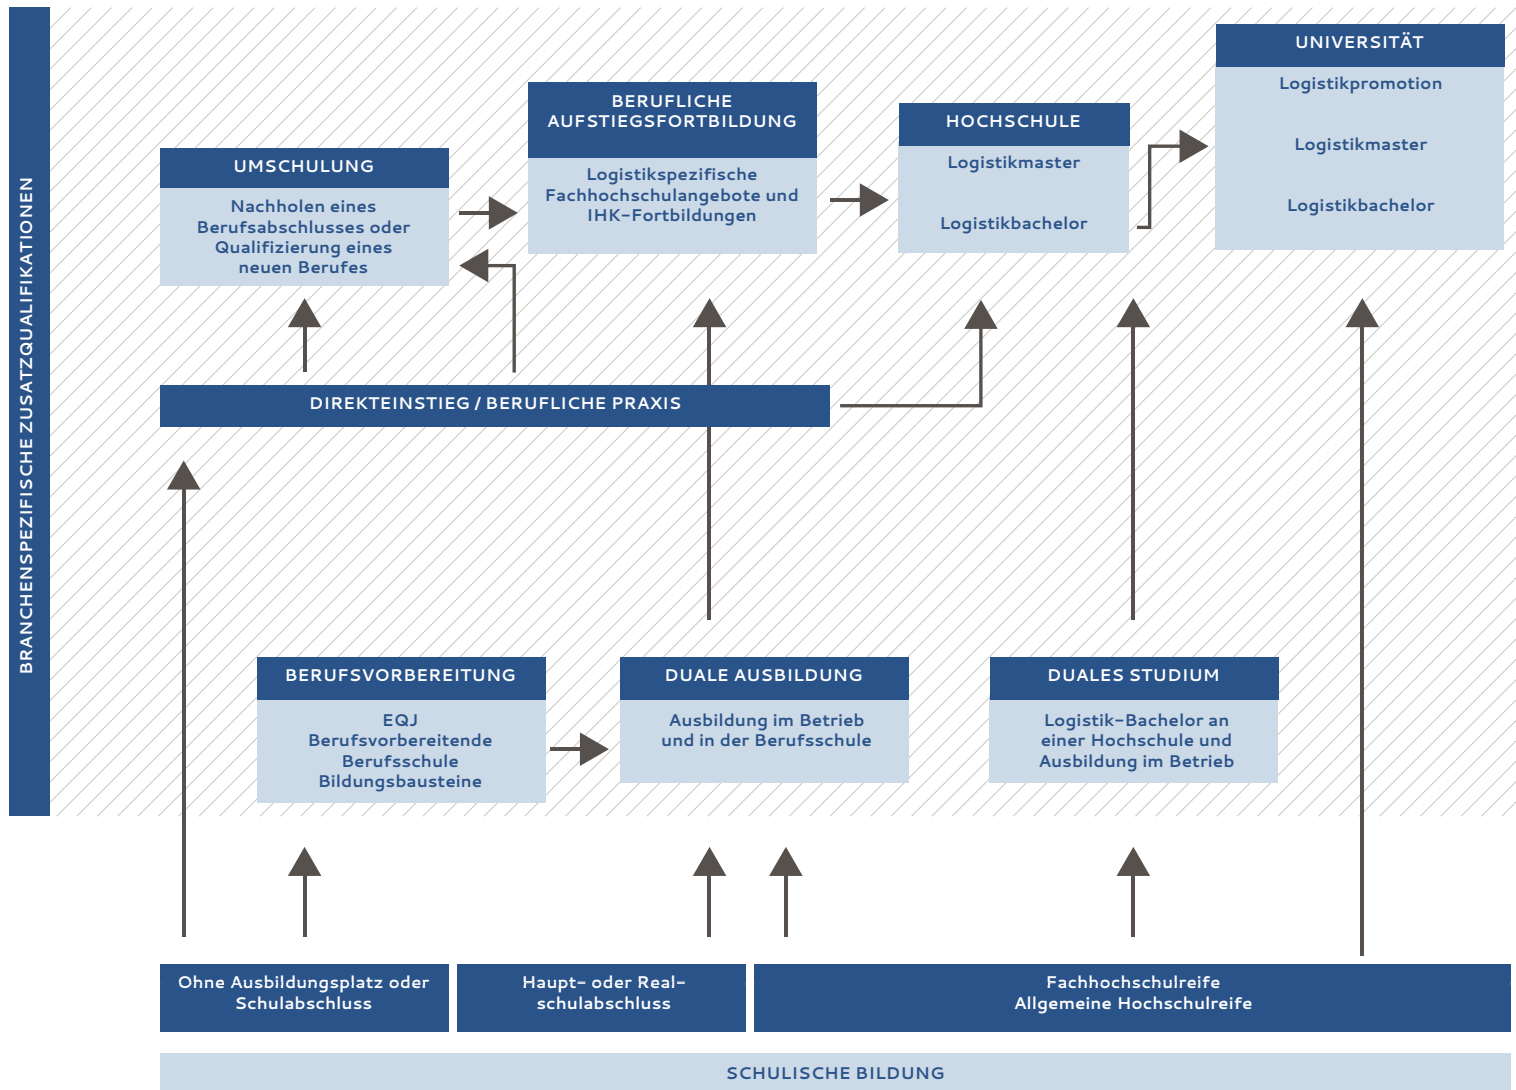 BRANCHENSPEZIFISCHE ZUSATZQUALIFIKATIONEN
UMSCHULUNG
Nachholen eines
Berufsabschlusses oder
Qualifizierung eines
neuen Berufes
BERUFLICHE
AUFSTIEGSFORTBILDUNG
Logistikspezifische
Fachhochschulangebote und
IHK-Fortbildungen
HOCHSCHULE
Logistikmaster
Logistikbachelor
UNIVERSITÄT
Logistikpromotion
Logistikmaster
Logistikbachelor
DIREKTEINSTIEG / BERUFLICHE PRAXIS
BERUFSVORBEREITUNG
EQJ
Berufsvorbereitende
Berufsschule
Bildungsbausteine
DUALE AUSBILDUNG
Ausbildung im Betrieb
und in der Berufsschule
DUALES STUDIUM
Logistik-Bachelor an
einer Hochschule und
Ausbildung im Betrieb
Ohne Ausbildungsplatz oder
Schulabschluss
Haupt- oder Real-
schulabschluss
Fachhochschulreife
Allgemeine Hochschulreife
SCHULISCHE BILDUNG